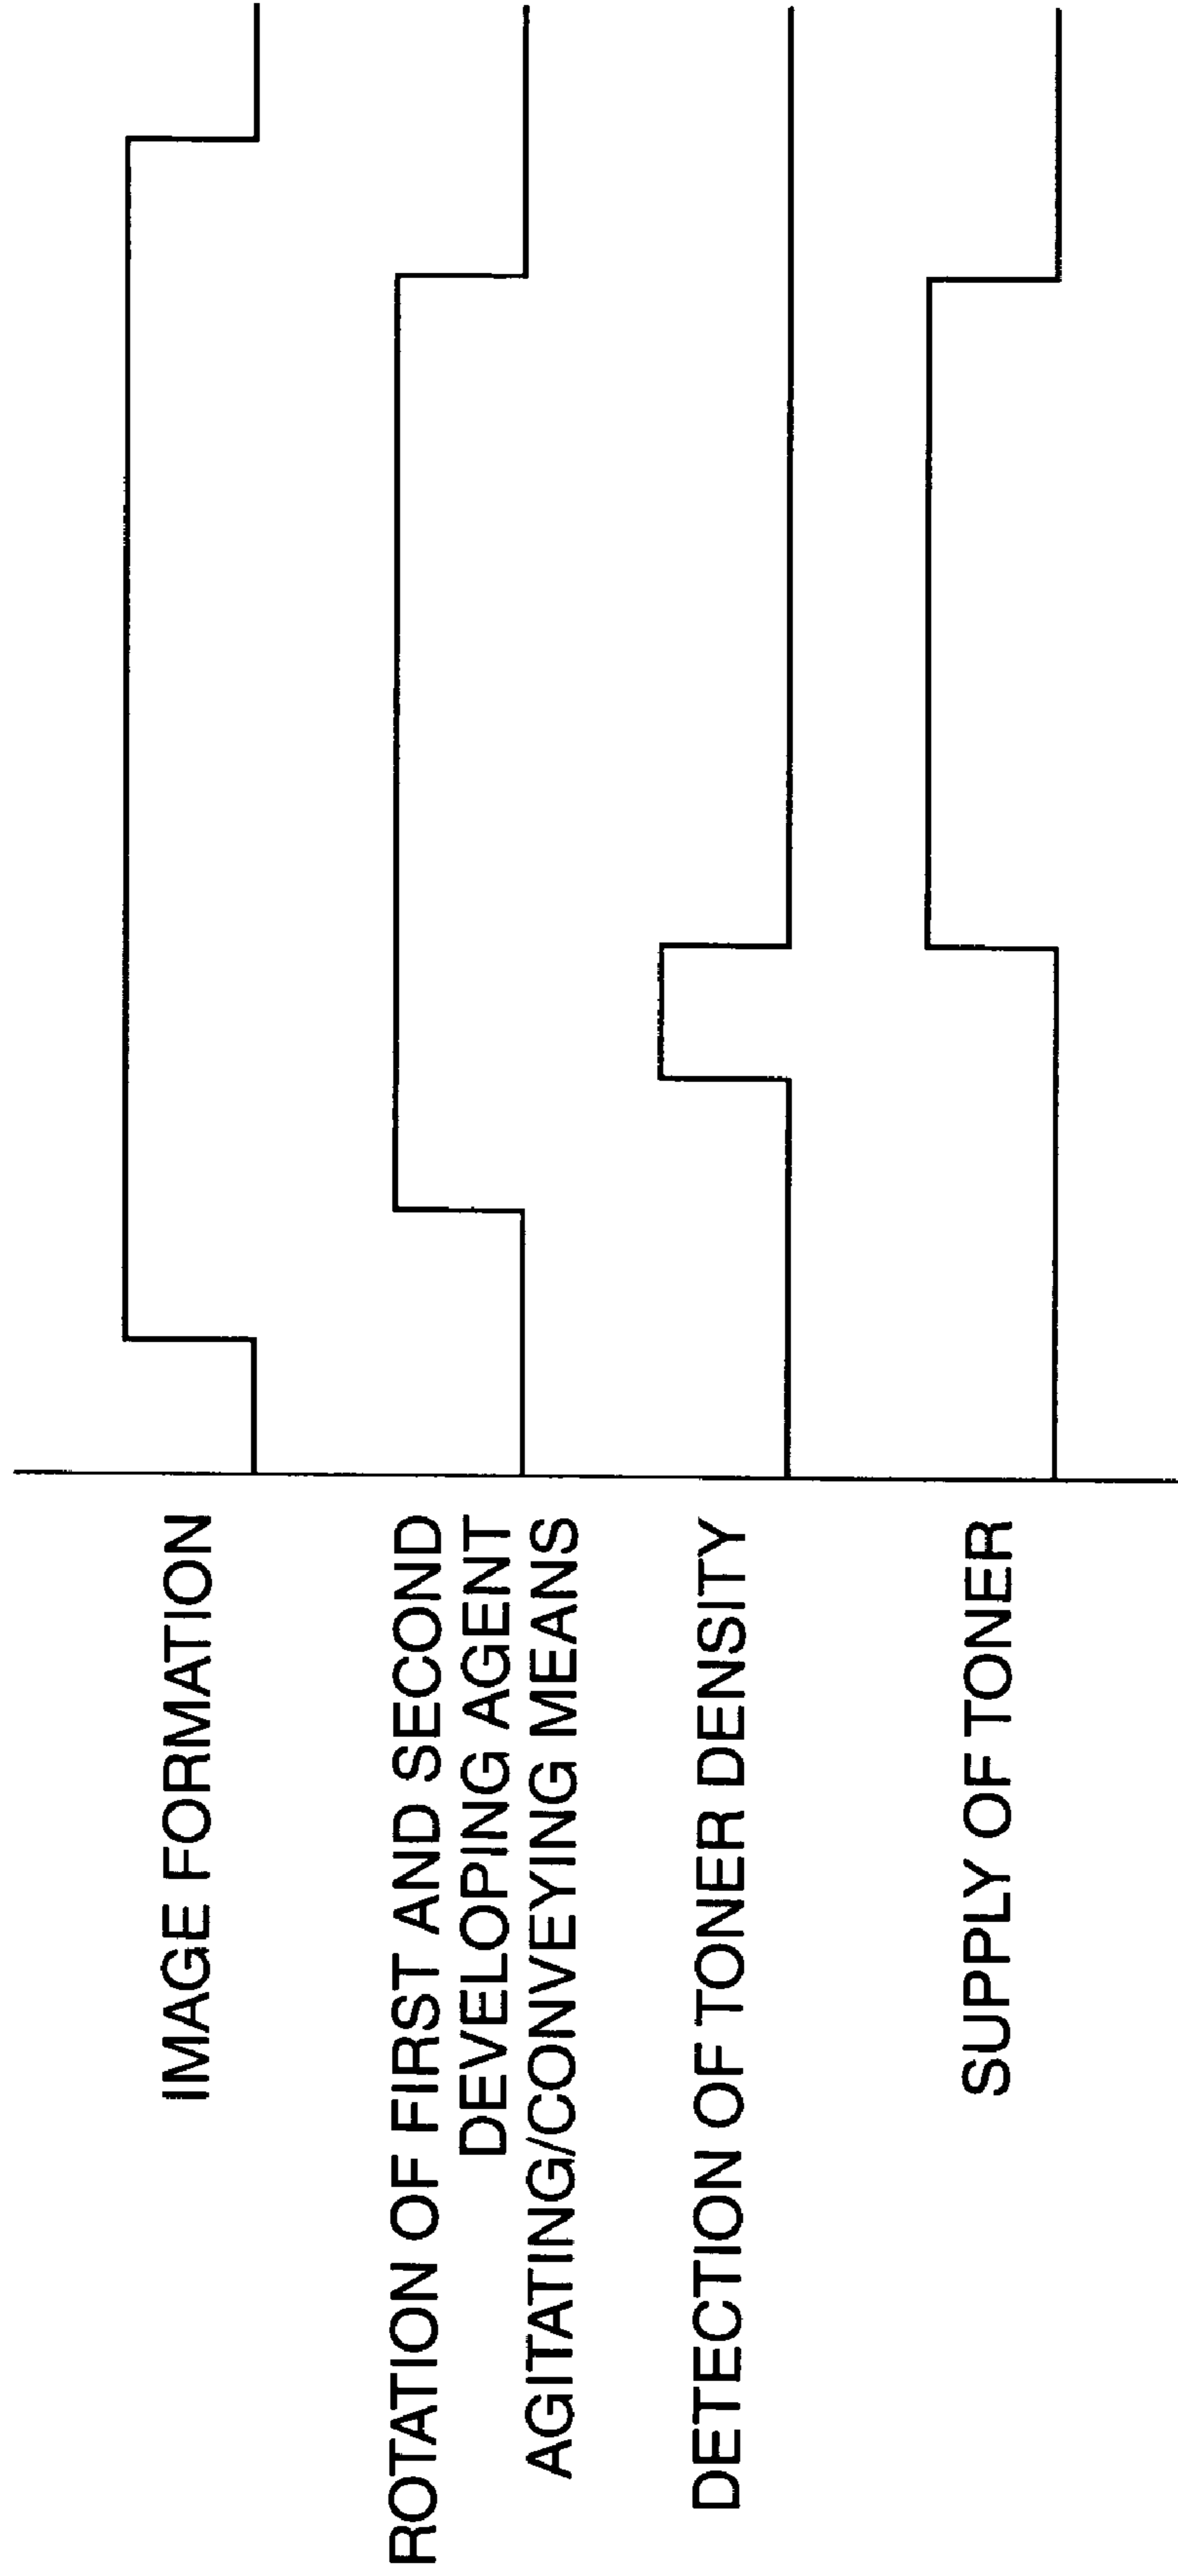 IMAGE FORMATION
ROTATION OF FIRST AND SECOND
DEVELOPING AGENT
AGITATING/CONVEYING MEANS
DETECTION OF TONER DENSITY
SUPPLY OF TONER